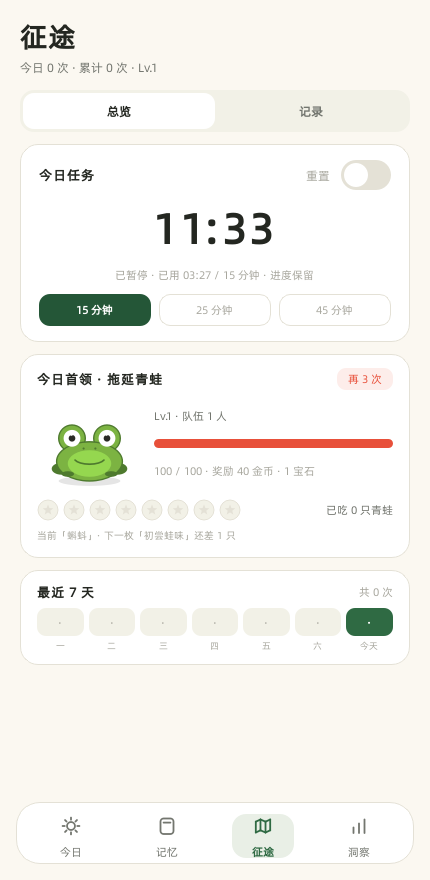 征途
今日 0 次 · 累计 0 次 · Lv.1
总览
记录
今日任务
重置
11:33
已暂停 · 已用 03:27 / 15 分钟 · 进度保留
15 分钟
25 分钟
45 分钟
今日首领 · 拖延青蛙
再 3 次
Lv.1 · 队伍 1 人
100 / 100 · 奖励 40 金币 · 1 宝石
已吃 0 只青蛙
当前「蝌蚪」· 下一枚「初尝蛙味」还差 1 只
最近 7 天
共 0 次
一 二 三 四 五 六 今天
今日
记忆
征途
洞察